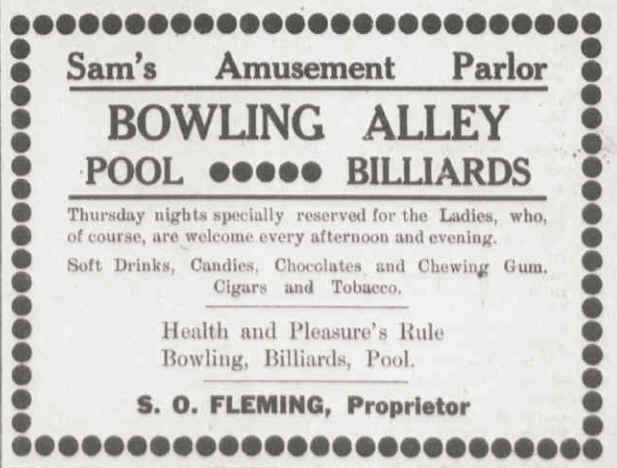 Sam's Amusement Parlor
BOWLING ALLEY
POOL ●●●●● BILLIARDS
Thursday nights specially reserved for the Ladies, who,
of course, are welcome every afternoon and evening.
Soft Drinks, Candies, Chocolates and Chewing Gum.
Cigars and Tobacco.
Health and Pleasure's Rule
Bowling, Billiards, Pool.
S. O. FLEMING, Proprietor